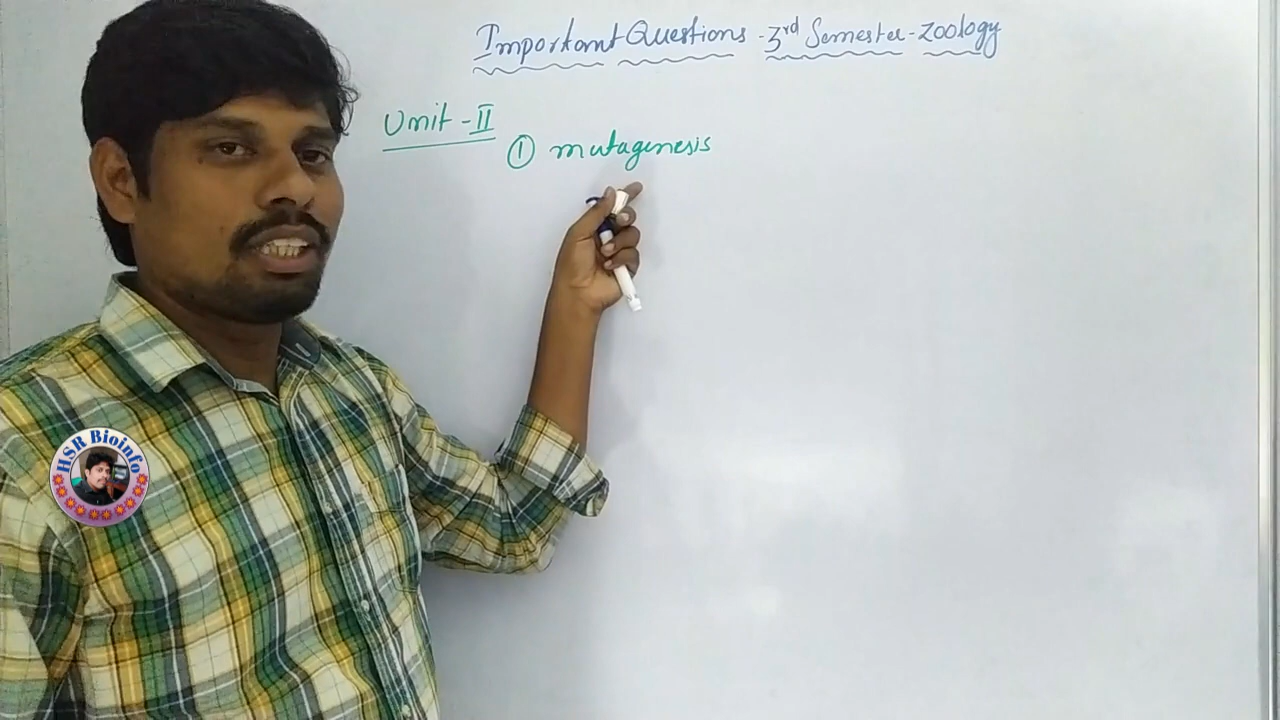 Important Questions - 3rd Semester - Zoology
Unit - II
① mutagenesis
HSR Bioinfo